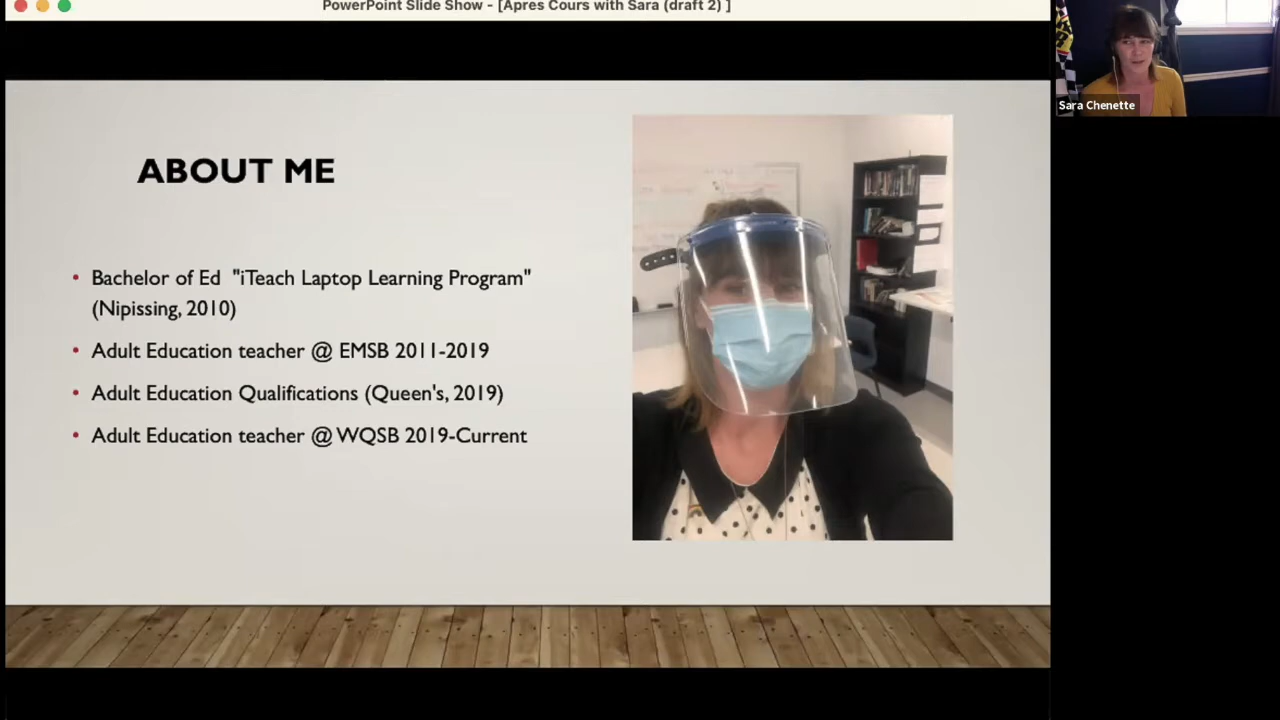 PowerPoint Slide Show - [Apres Cours with Sara (draft 2) ]
Sara Chenette
ABOUT ME
• Bachelor of Ed "iTeach Laptop Learning Program"
(Nipissing, 2010)
• Adult Education teacher @ EMSB 2011-2019
• Adult Education Qualifications (Queen's, 2019)
• Adult Education teacher @ WQSB 2019-Current